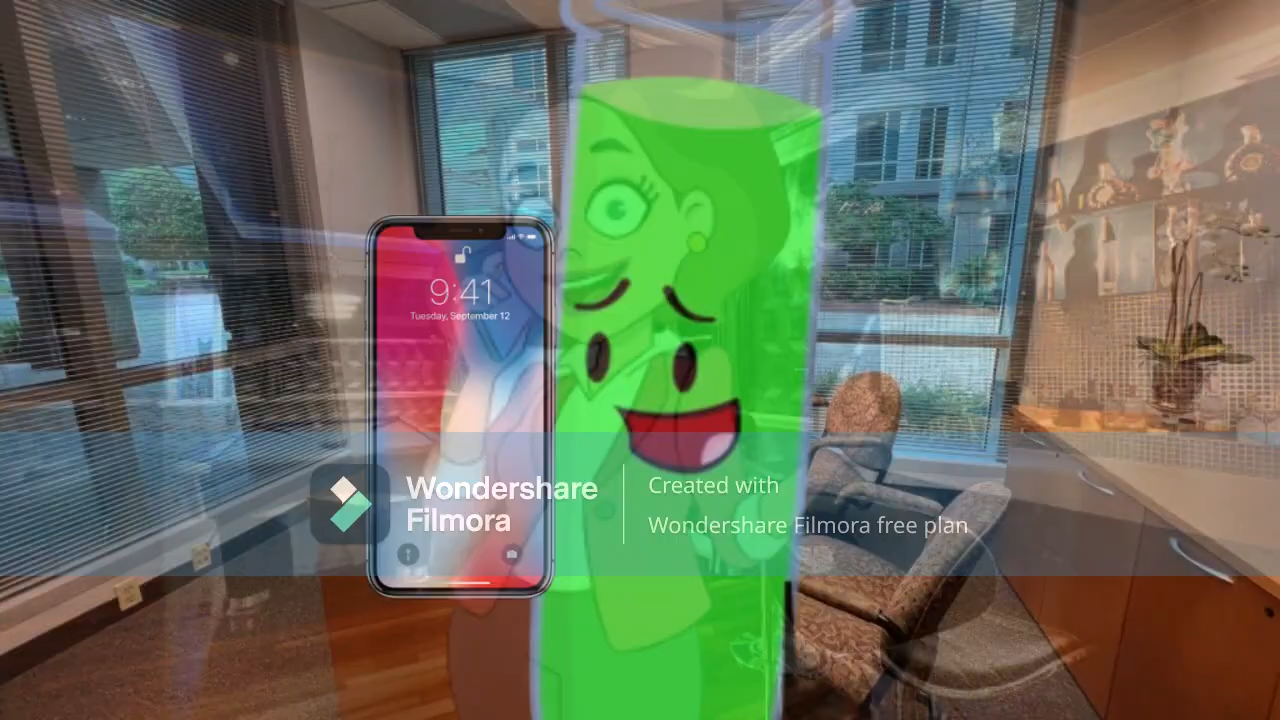 9:41
Tuesday, September 12
Wondershare
Filmora
Created with
Wondershare Filmora free plan